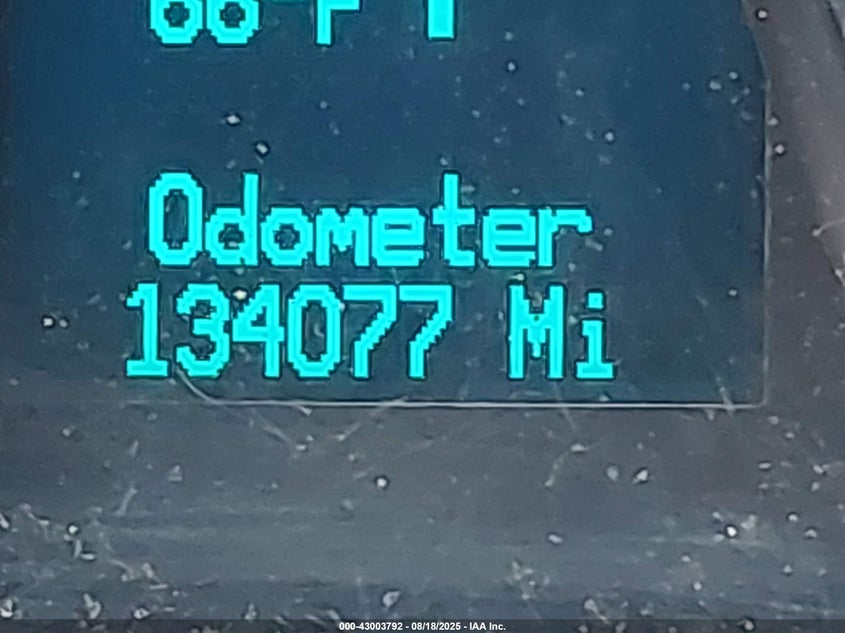 Odometer
134077 Mi
000-43003792 - 08/18/2025 - IAA Inc.